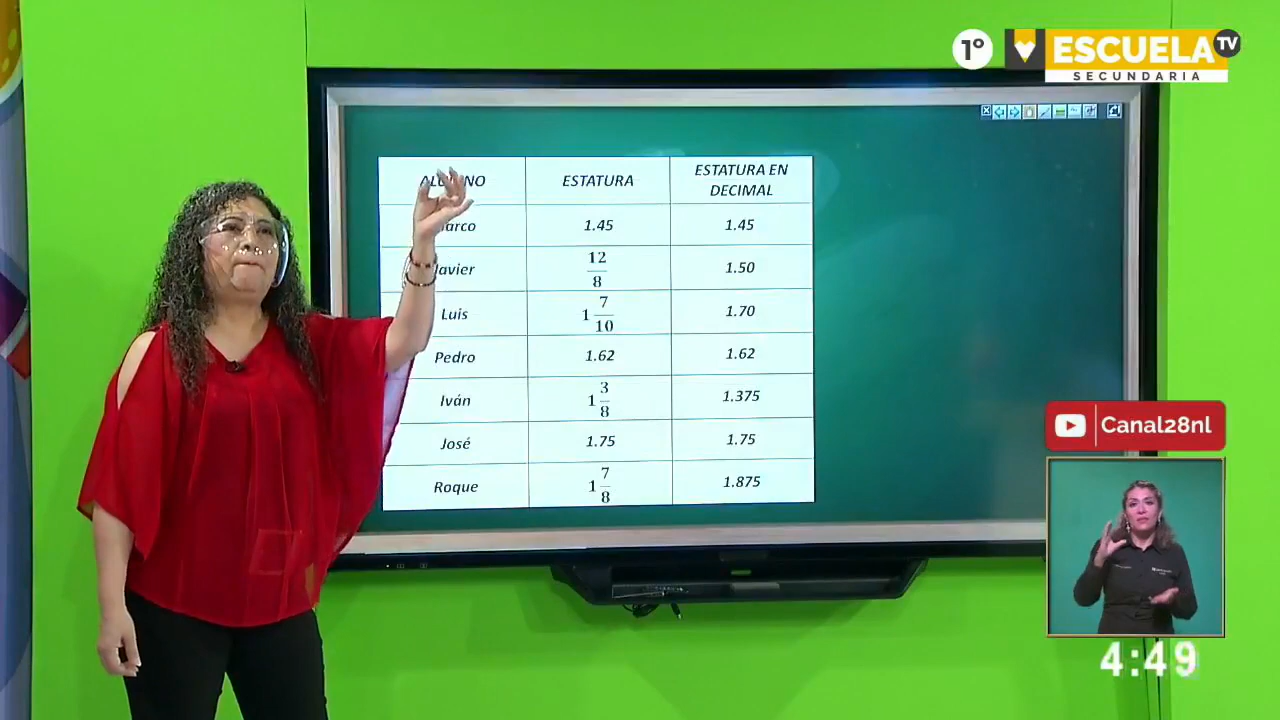 1º
ESCUELA TV
SECUNDARIA
ESTATURA
ESTATURA EN
DECIMAL
1.45
1.45
Javier
12/8
1.50
Luis
1 7/10
1.70
Pedro
1.62
1.62
Iván
1 3/8
1.375
José
1.75
1.75
Roque
1 7/8
1.875
Canal28nl
4:49